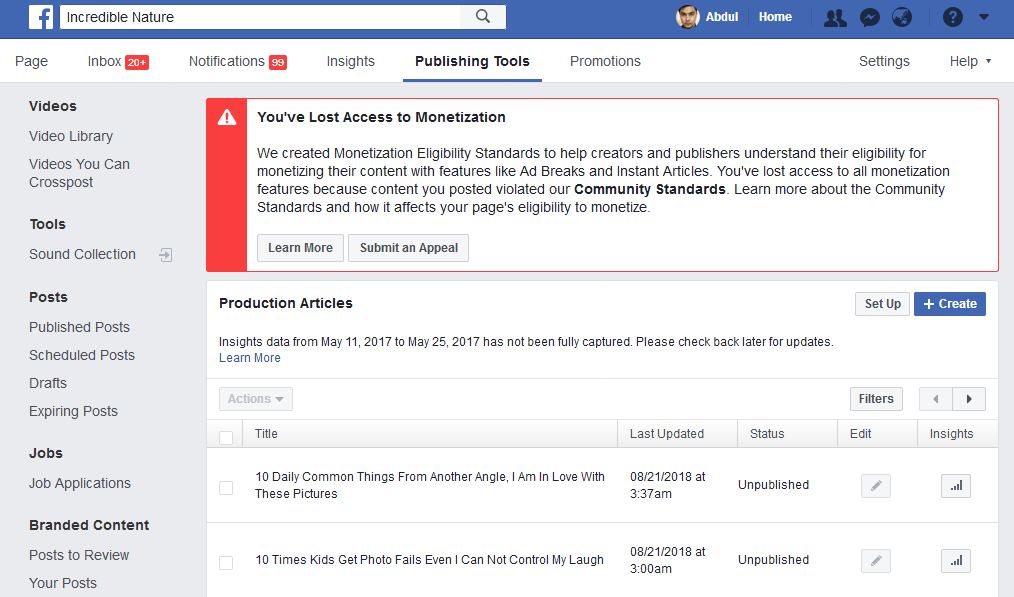 Incredible Nature
Abdul
Home
Page
Inbox 20+
Notifications 99
Insights
Publishing Tools
Promotions
Settings
Help
Videos
Video Library
Videos You Can
Crosspost
Tools
Sound Collection
Posts
Published Posts
Scheduled Posts
Drafts
Expiring Posts
Jobs
Job Applications
Branded Content
Posts to Review
Your Posts
You've Lost Access to Monetization
We created Monetization Eligibility Standards to help creators and publishers understand their eligibility for
monetizing their content with features like Ad Breaks and Instant Articles. You've lost access to all monetization
features because content you posted violated our Community Standards. Learn more about the Community
Standards and how it affects your page's eligibility to monetize.
Learn More
Submit an Appeal
Production Articles
Set Up
+ Create
Insights data from May 11, 2017 to May 25, 2017 has not been fully captured. Please check back later for updates.
Learn More
Actions
Filters
Title
Last Updated
Status
Edit
Insights
10 Daily Common Things From Another Angle, I Am In Love With
These Pictures
08/21/2018 at
3:37am
Unpublished
10 Times Kids Get Photo Fails Even I Can Not Control My Laugh
08/21/2018 at
3:00am
Unpublished